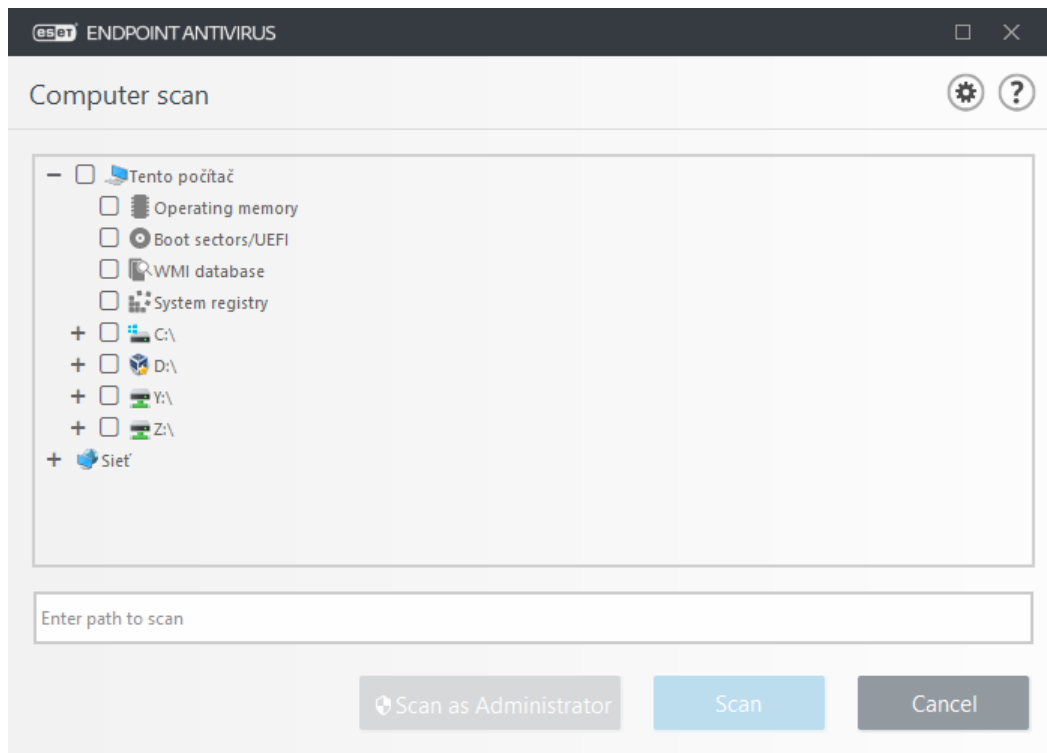 eset ENDPOINT ANTIVIRUS
Computer scan
?
Tento počítač
Operating memory
Boot sectors/UEFI
WMI database
System registry
C:\
D:\
Y:\
Z:\
Sieť
Enter path to scan
Scan as Administrator Scan Cancel